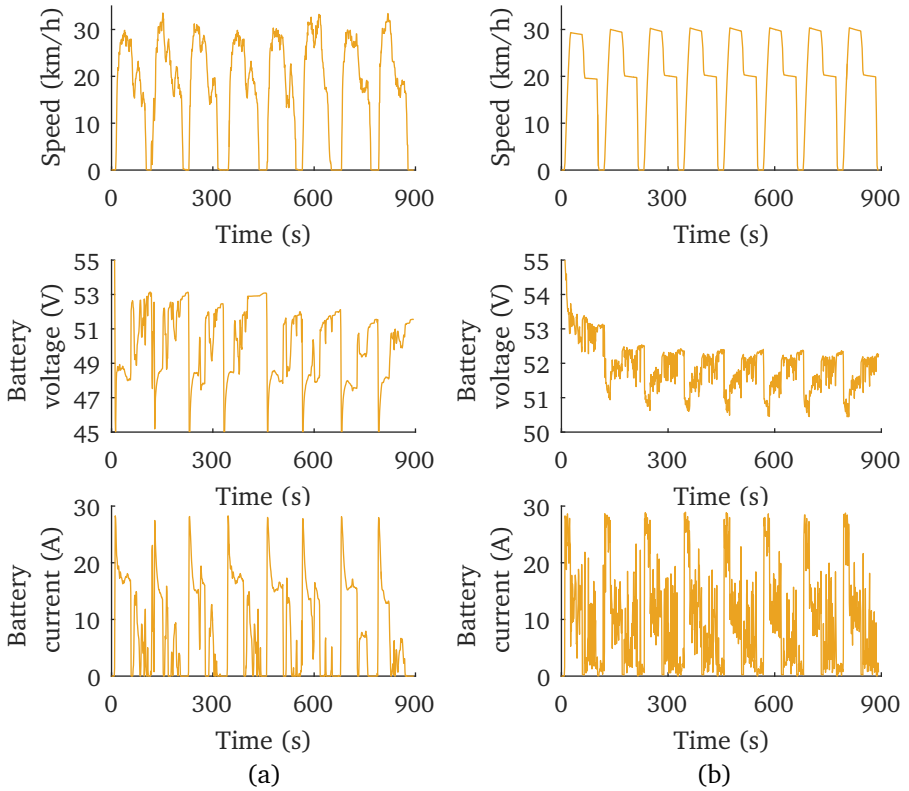 Speed (km/h)
30
20
10
0
0 300 600 900
Time (s)
Speed (km/h)
30
20
10
0
0 300 600 900
Time (s)
Battery
voltage (V)
55
53
51
49
47
45
0 300 600 900
Time (s)
Battery
voltage (V)
55
54
53
52
51
50
0 300 600 900
Time (s)
Battery
current (A)
30
20
10
0
0 300 600 900
Time (s)
(a)
Battery
current (A)
30
20
10
0
0 300 600 900
Time (s)
(b)